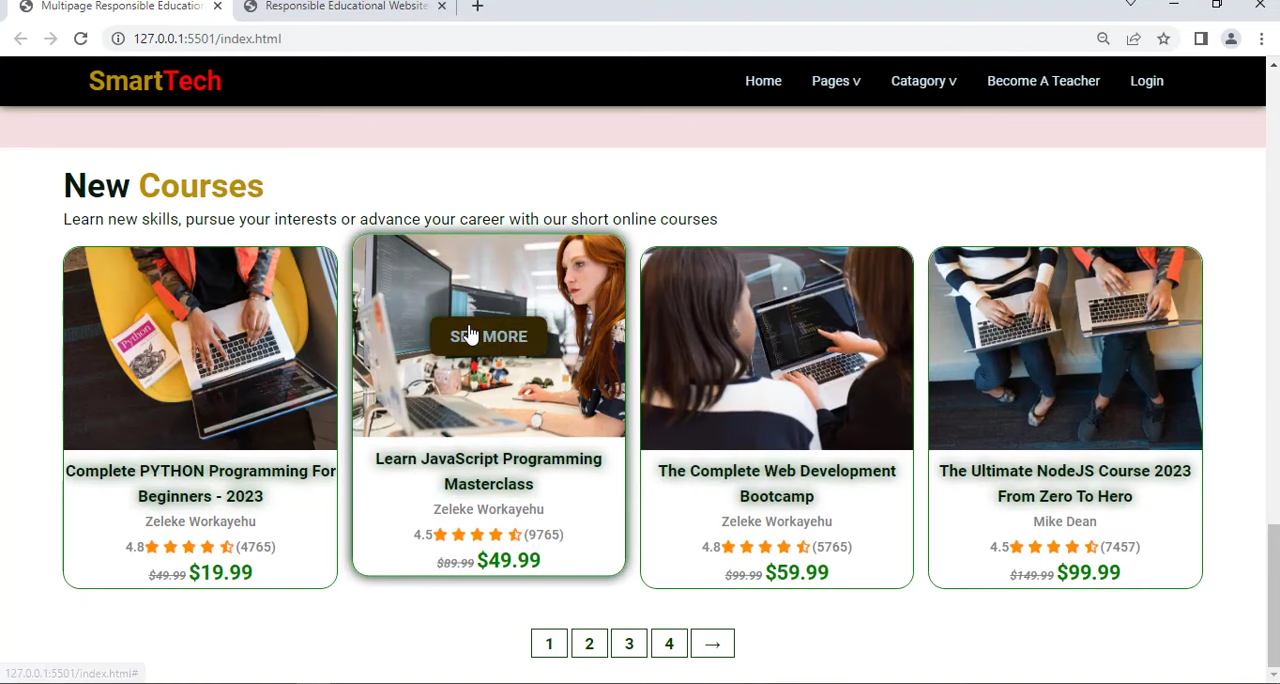 Multipage Responsible Educatio
Responsible Educational Website
127.0.0.1:5501/index.html
SmartTech
Home Pages v Catagory v Become A Teacher Login
New Courses
Learn new skills, pursue your interests or advance your career with our short online courses
Python
SEE MORE
Complete PYTHON Programming For
Beginners - 2023
Zeleke Workayehu
4.8 (4765)
$49.99 $19.99
Learn JavaScript Programming
Masterclass
Zeleke Workayehu
4.5 (9765)
$89.99 $49.99
The Complete Web Development
Bootcamp
Zeleke Workayehu
4.8 (5765)
$99.99 $59.99
The Ultimate NodeJS Course 2023
From Zero To Hero
Mike Dean
4.5 (7457)
$149.99 $99.99
1 2 3 4 →
127.0.0.1:5501/index.html#